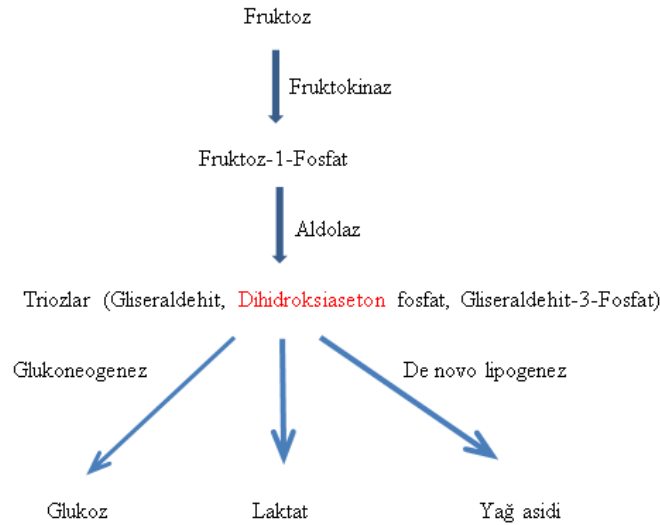 Fruktoz
Fruktokinaz
Fruktoz-1-Fosfat
Aldolaz
Triozlar (Gliseraldehit, Dihidroksiaseton fosfat, Gliseraldehit-3-Fosfat)
Glukoneogenez
De novo lipogenez
Glukoz
Laktat
Yağ asidi